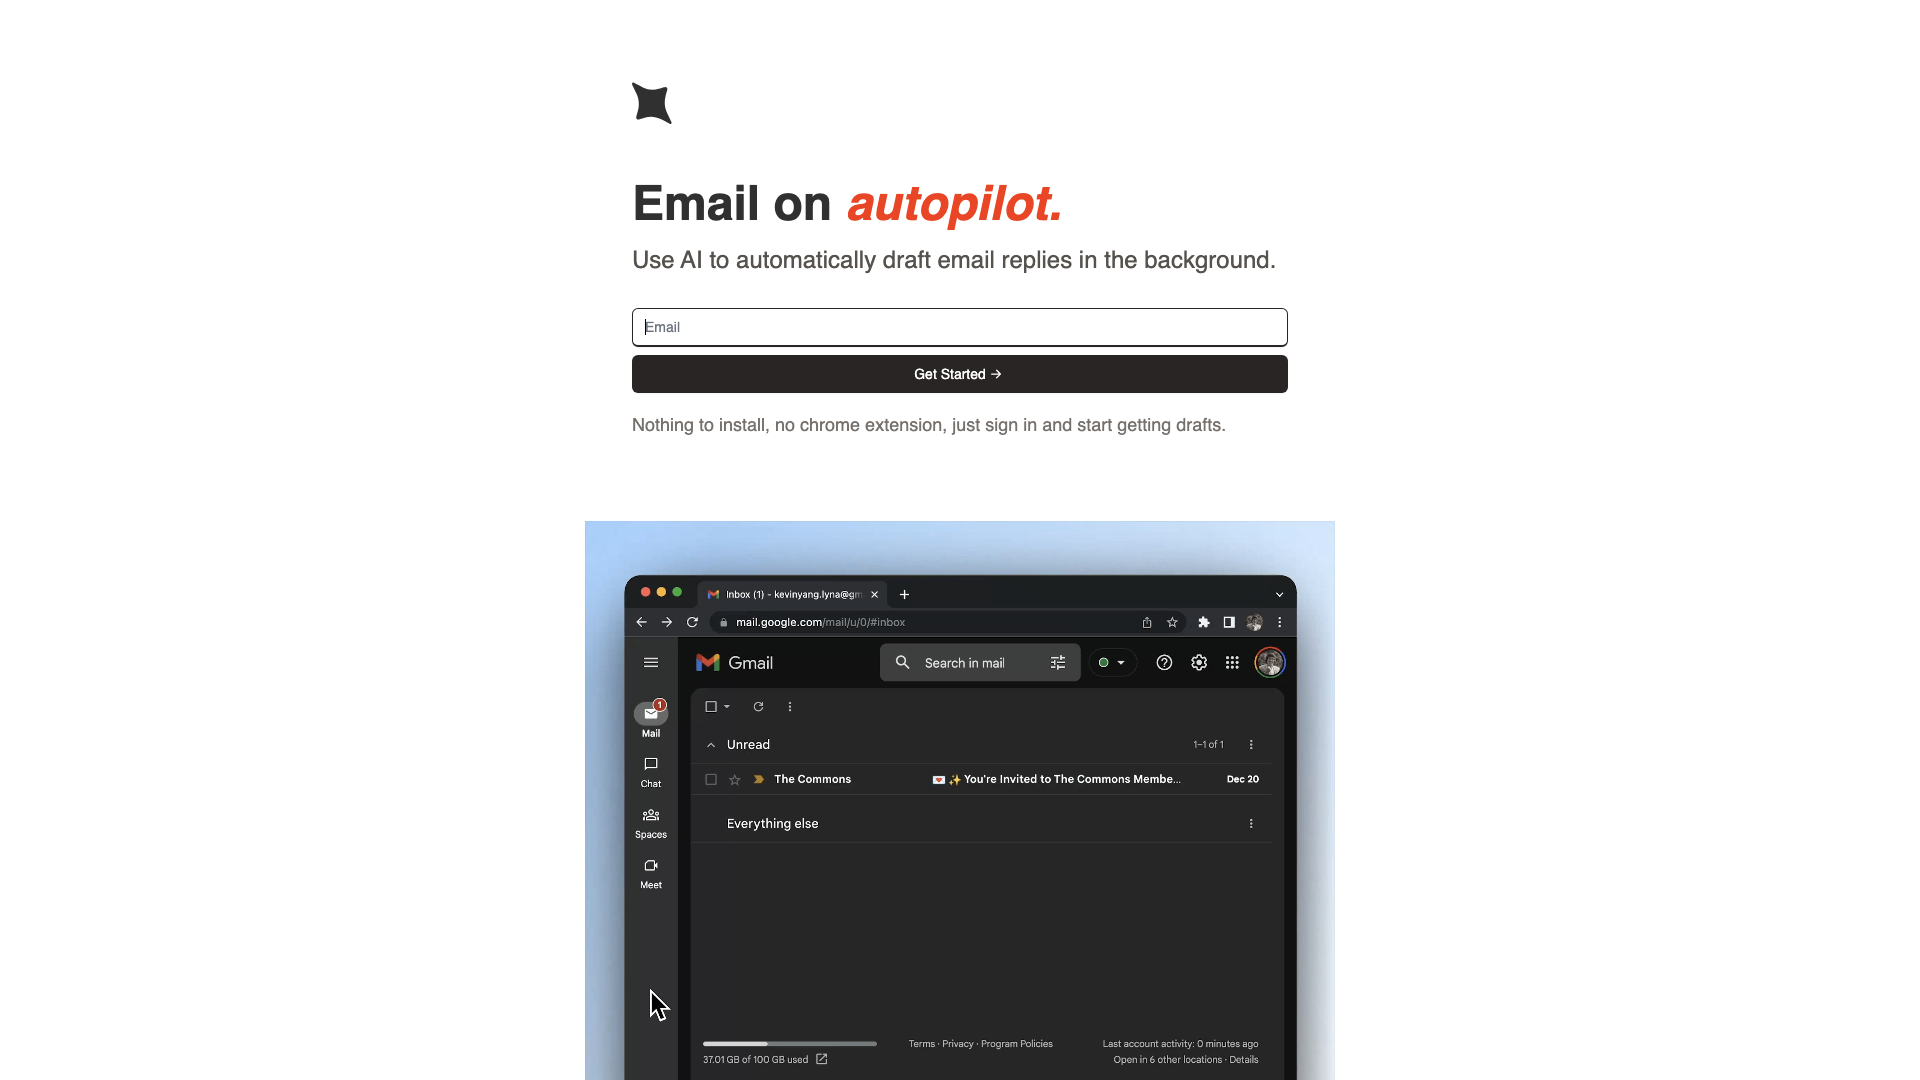 Email on autopilot.
Use AI to automatically draft email replies in the background.
Email
Get Started →
Nothing to install, no chrome extension, just sign in and start getting drafts.
Inbox (1) - kevinyang.lyna@gm
mail.google.com/mail/u/0/#inbox
Gmail
Search in mail
1
Mail
Unread
1–1 of 1
Chat
The Commons
💌 ✨ You're Invited to The Commons Membe...
Dec 20
Spaces
Everything else
Meet
Terms · Privacy · Program Policies
Last account activity: 0 minutes ago
37.01 GB of 100 GB used
Open in 6 other locations · Details